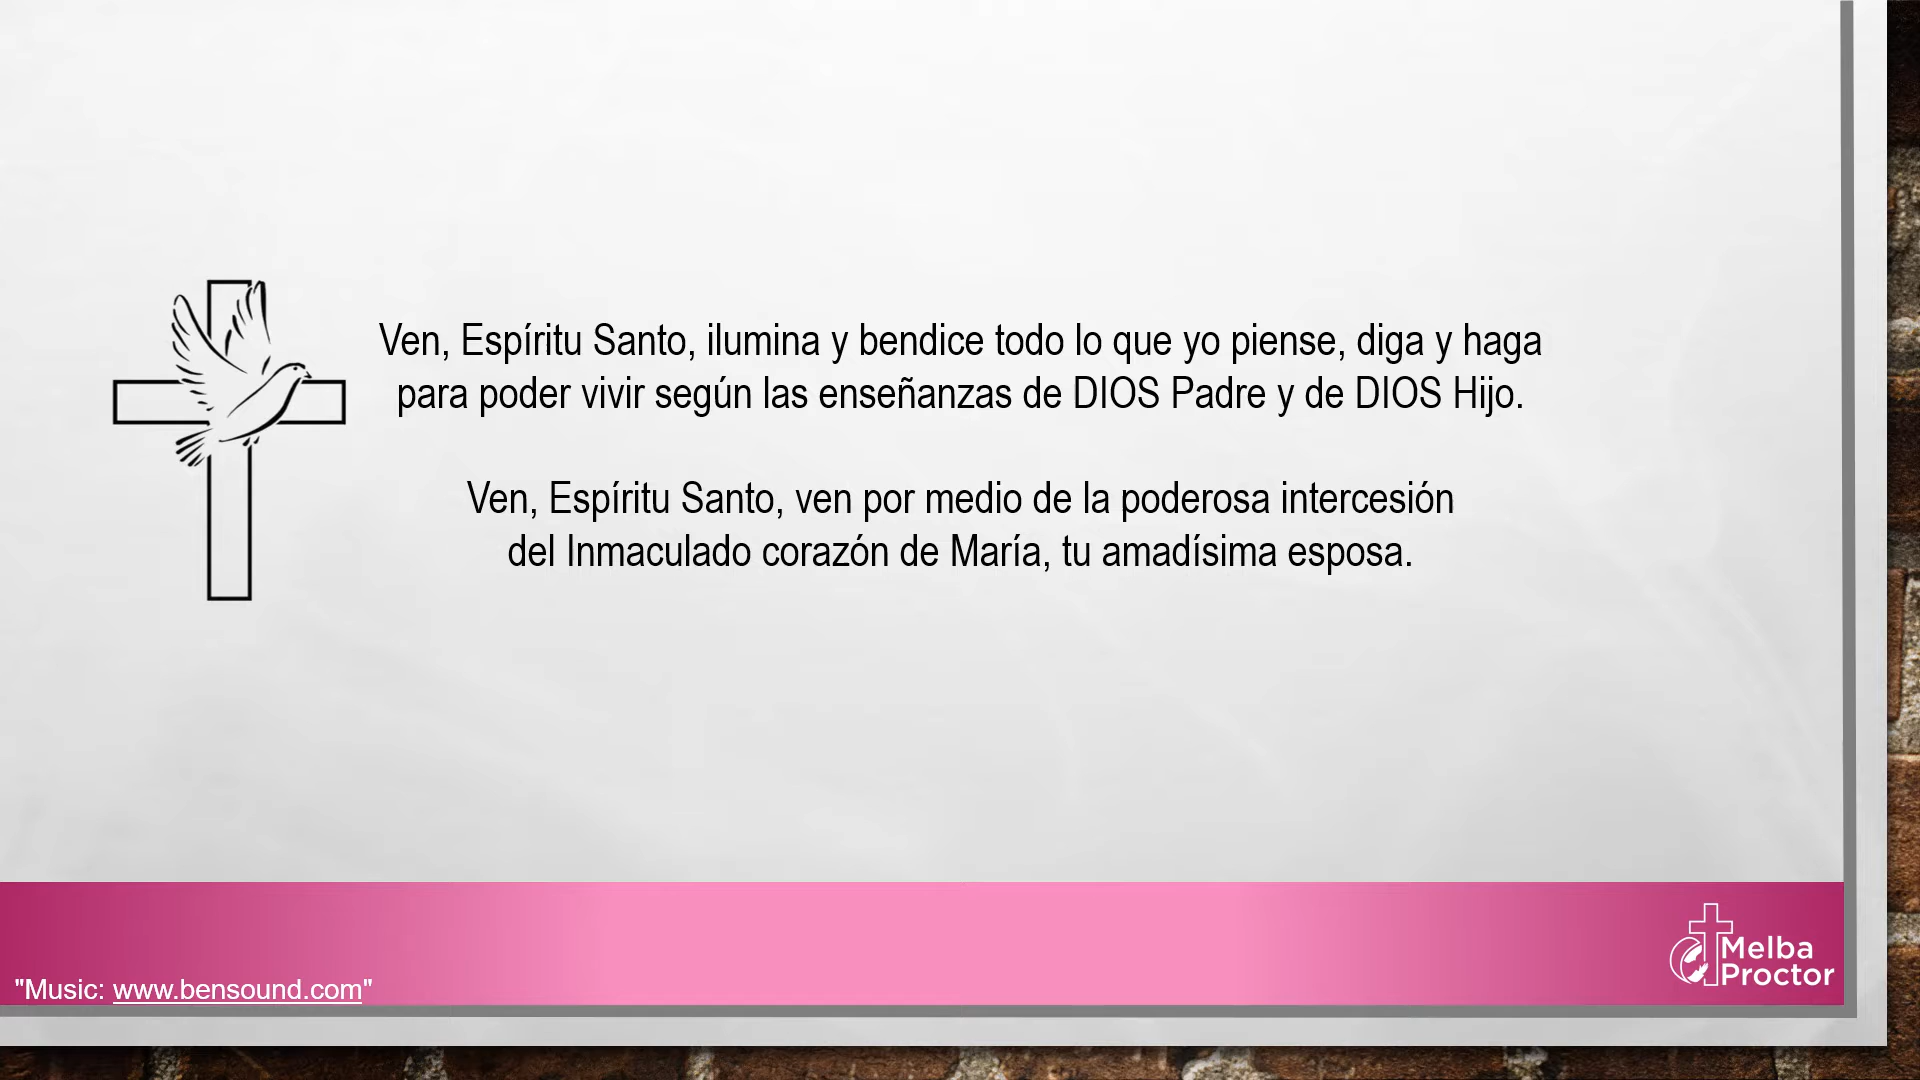 Ven, Espíritu Santo, ilumina y bendice todo lo que yo piense, diga y haga
para poder vivir según las enseñanzas de DIOS Padre y de DIOS Hijo.
Ven, Espíritu Santo, ven por medio de la poderosa intercesión
del Inmaculado corazón de María, tu amadísima esposa.
Melba
Proctor
"Music: www.bensound.com"